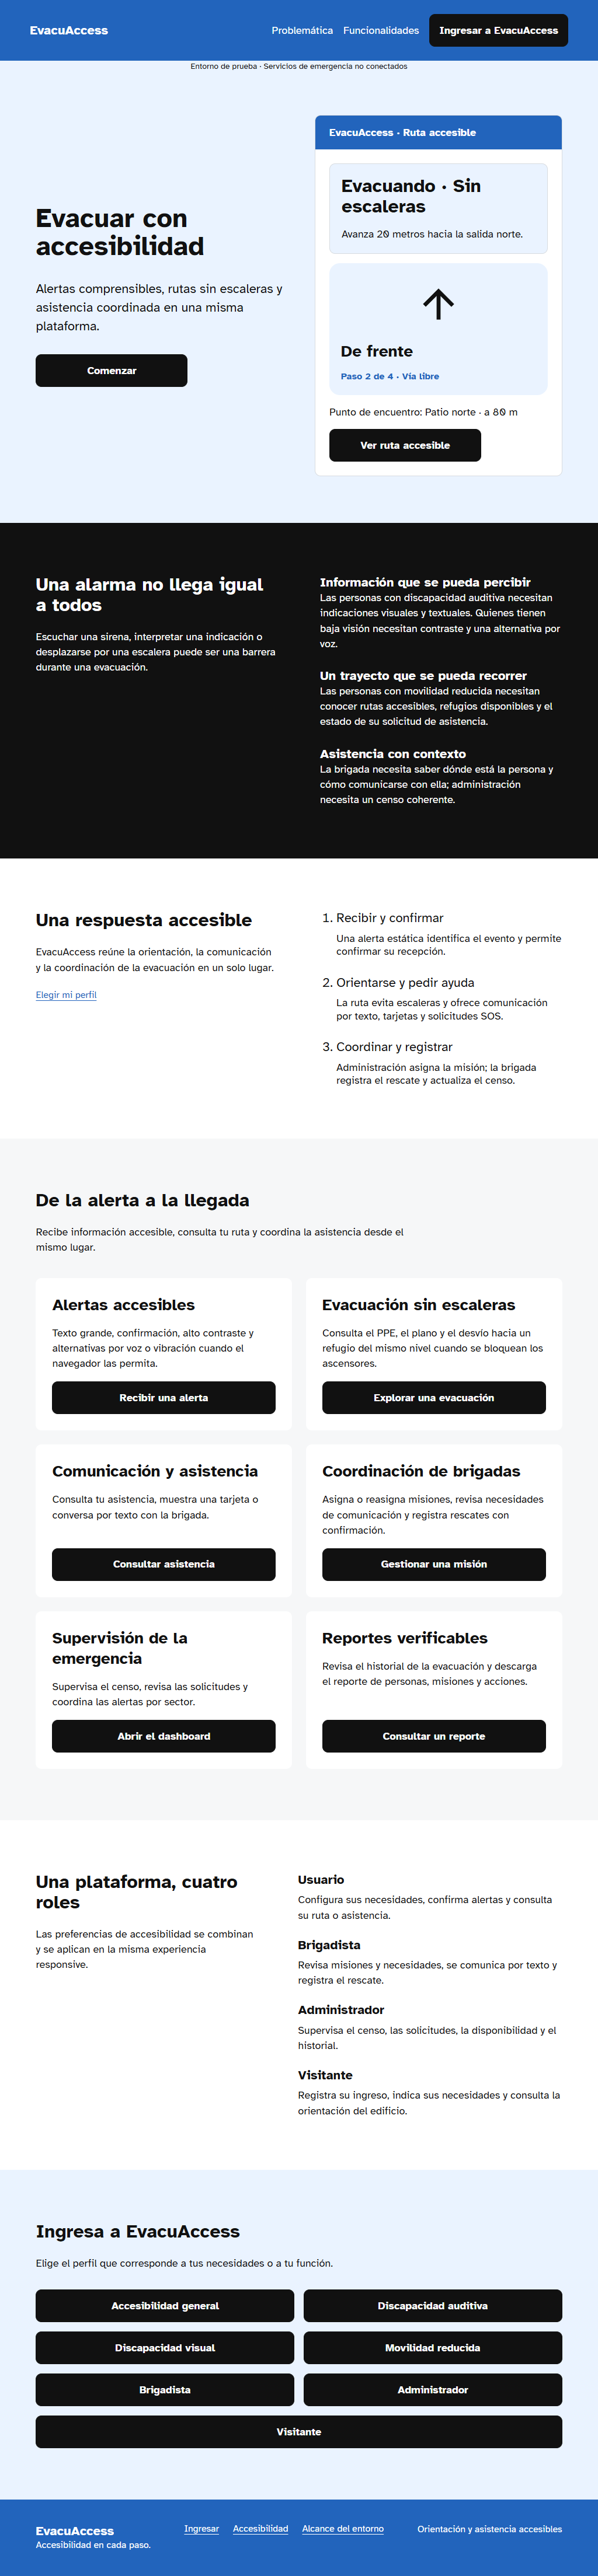 EvacuAccess
Problemática
Funcionalidades
Ingresar a EvacuAccess
Entorno de prueba · Servicios de emergencia no conectados
Evacuar con
accesibilidad
Alertas comprensibles, rutas sin escaleras y
asistencia coordinada en una misma
plataforma.
Comenzar
EvacuAccess · Ruta accesible
Evacuando · Sin
escaleras
Avanza 20 metros hacia la salida norte.
De frente
Paso 2 de 4 · Vía libre
Punto de encuentro: Patio norte · a 80 m
Ver ruta accesible
Una alarma no llega igual
a todos
Escuchar una sirena, interpretar una indicación o
desplazarse por una escalera puede ser una barrera
durante una evacuación.
Información que se pueda percibir
Las personas con discapacidad auditiva necesitan
indicaciones visuales y textuales. Quienes tienen
baja visión necesitan contraste y una alternativa por
voz.
Un trayecto que se pueda recorrer
Las personas con movilidad reducida necesitan
conocer rutas accesibles, refugios disponibles y el
estado de su solicitud de asistencia.
Asistencia con contexto
La brigada necesita saber dónde está la persona y
cómo comunicarse con ella; administración
necesita un censo coherente.
Una respuesta accesible
EvacuAccess reúne la orientación, la comunicación
y la coordinación de la evacuación en un solo lugar.
Elegir mi perfil
1. Recibir y confirmar
Una alerta estática identifica el evento y permite
confirmar su recepción.
2. Orientarse y pedir ayuda
La ruta evita escaleras y ofrece comunicación
por texto, tarjetas y solicitudes SOS.
3. Coordinar y registrar
Administración asigna la misión; la brigada
registra el rescate y actualiza el censo.
De la alerta a la llegada
Recibe información accesible, consulta tu ruta y coordina la asistencia desde el
mismo lugar.
Alertas accesibles
Texto grande, confirmación, alto contraste y
alternativas por voz o vibración cuando el
navegador las permita.
Recibir una alerta
Evacuación sin escaleras
Consulta el PPE, el plano y el desvío hacia un
refugio del mismo nivel cuando se bloquean los
ascensores.
Explorar una evacuación
Comunicación y asistencia
Consulta tu asistencia, muestra una tarjeta o
conversa por texto con la brigada.
Consultar asistencia
Coordinación de brigadas
Asigna o reasigna misiones, revisa necesidades
de comunicación y registra rescates con
confirmación.
Gestionar una misión
Supervisión de la
emergencia
Supervisa el censo, revisa las solicitudes y
coordina las alertas por sector.
Abrir el dashboard
Reportes verificables
Revisa el historial de la evacuación y descarga
el reporte de personas, misiones y acciones.
Consultar un reporte
Una plataforma, cuatro
roles
Las preferencias de accesibilidad se combinan
y se aplican en la misma experiencia
responsive.
Usuario
Configura sus necesidades, confirma alertas y consulta
su ruta o asistencia.
Brigadista
Revisa misiones y necesidades, se comunica por texto y
registra el rescate.
Administrador
Supervisa el censo, las solicitudes, la disponibilidad y el
historial.
Visitante
Registra su ingreso, indica sus necesidades y consulta la
orientación del edificio.
Ingresa a EvacuAccess
Elige el perfil que corresponde a tus necesidades o a tu función.
Accesibilidad general
Discapacidad auditiva
Discapacidad visual
Movilidad reducida
Brigadista
Administrador
Visitante
EvacuAccess
Accesibilidad en cada paso.
Ingresar
Accesibilidad
Alcance del entorno
Orientación y asistencia accesibles